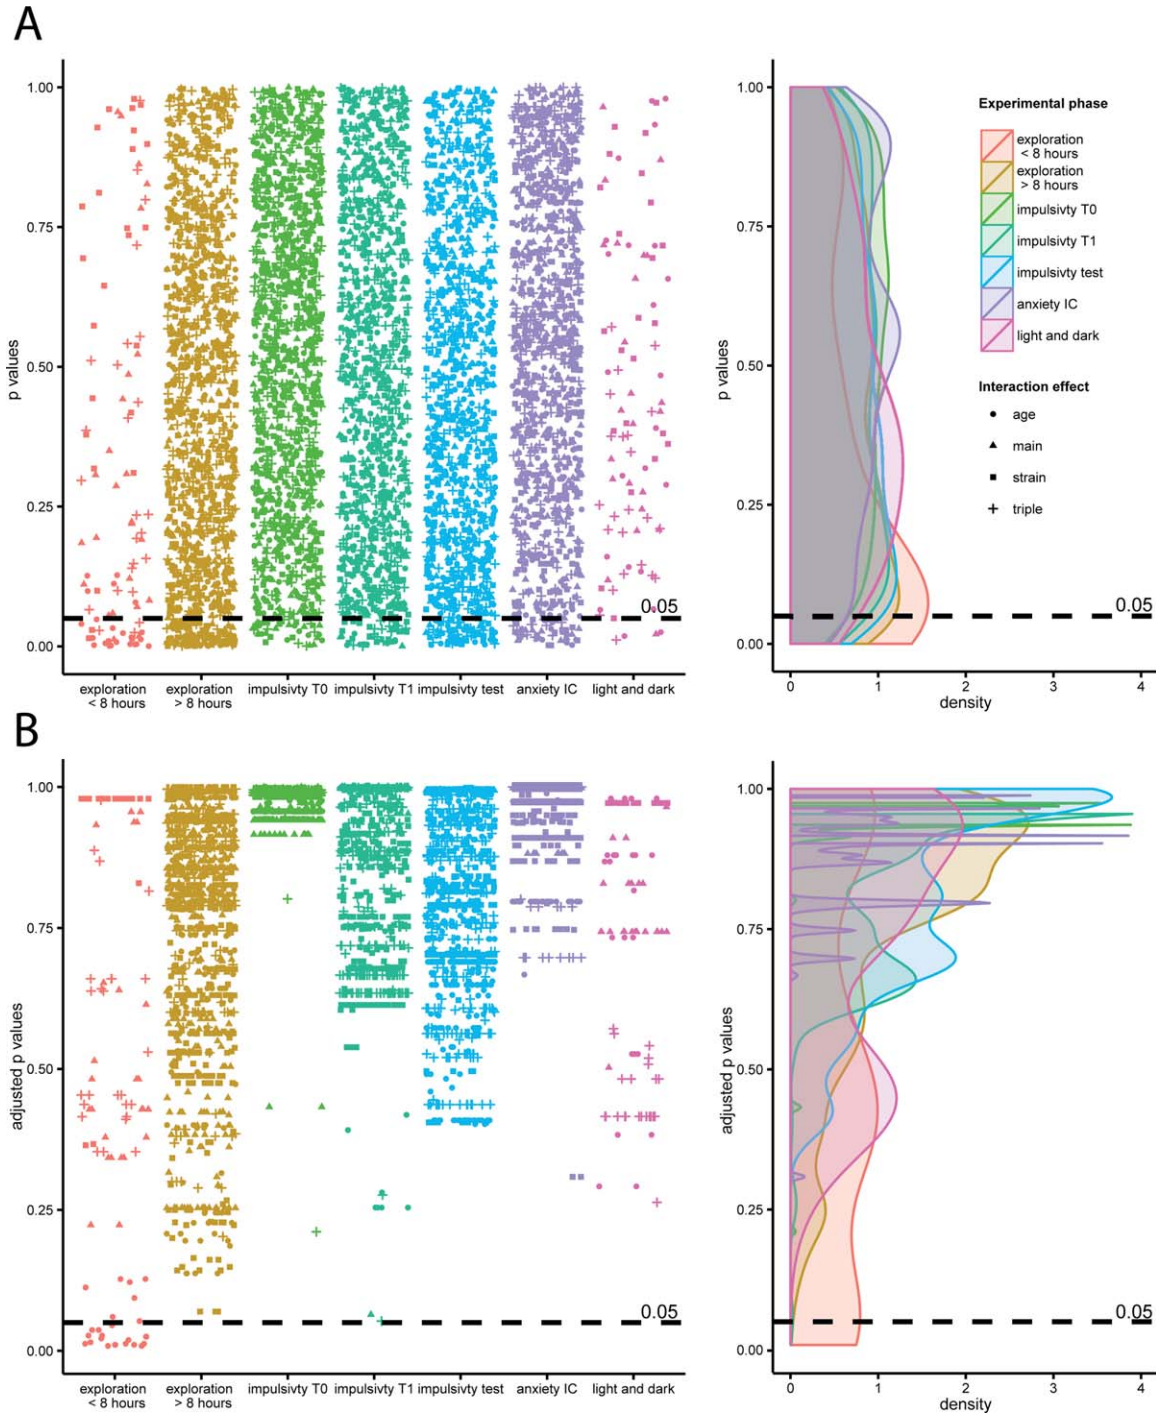 A
1.00
0.75
0.50
0.25
0.00
p values
0.05
exploration
< 8 hours
exploration
> 8 hours
impulsivty T0
impulsivty T1
impulsivty test
anxiety IC
light and dark
1.00
0.75
0.50
0.25
0.00
0.05
0
1
2
3
4
density
Experimental phase
exploration
< 8 hours
exploration
> 8 hours
impulsivty T0
impulsivty T1
impulsivty test
anxiety IC
light and dark
Interaction effect
age
main
strain
triple
B
1.00
0.75
0.50
0.25
0.00
adjusted p values
0.05
exploration
< 8 hours
exploration
> 8 hours
impulsivty T0
impulsivty T1
impulsivty test
anxiety IC
light and dark
1.00
0.75
0.50
0.25
0.00
adjusted p values
0.05
0
1
2
3
4
density